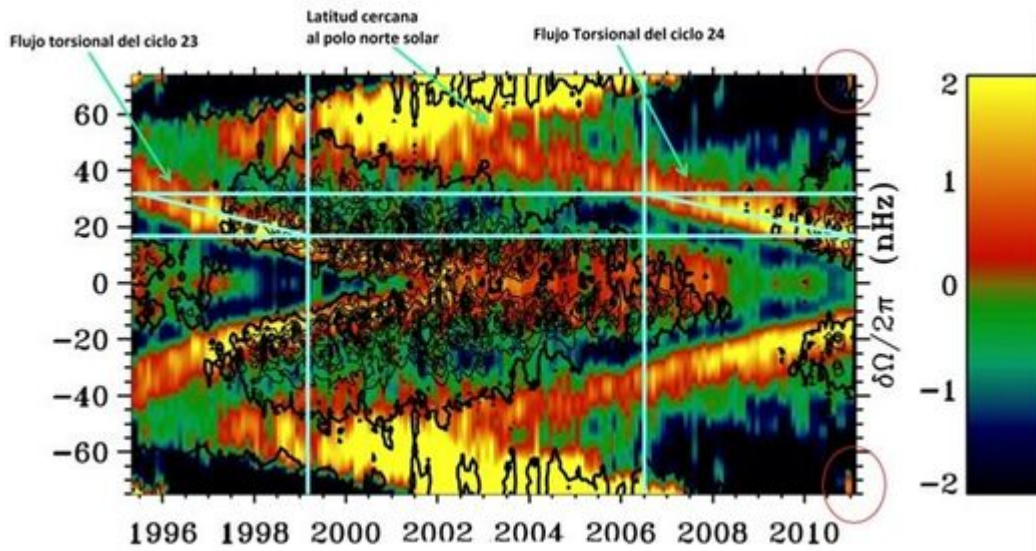 Latitud cercana
al polo norte solar
Flujo torsional del ciclo 23
Flujo Torsional del ciclo 24
60
40
20
0
-20
-40
-60
1996 1998 2000 2002 2004 2006 2008 2010
δΩ/2π (nHz)
2
1
0
-1
-2